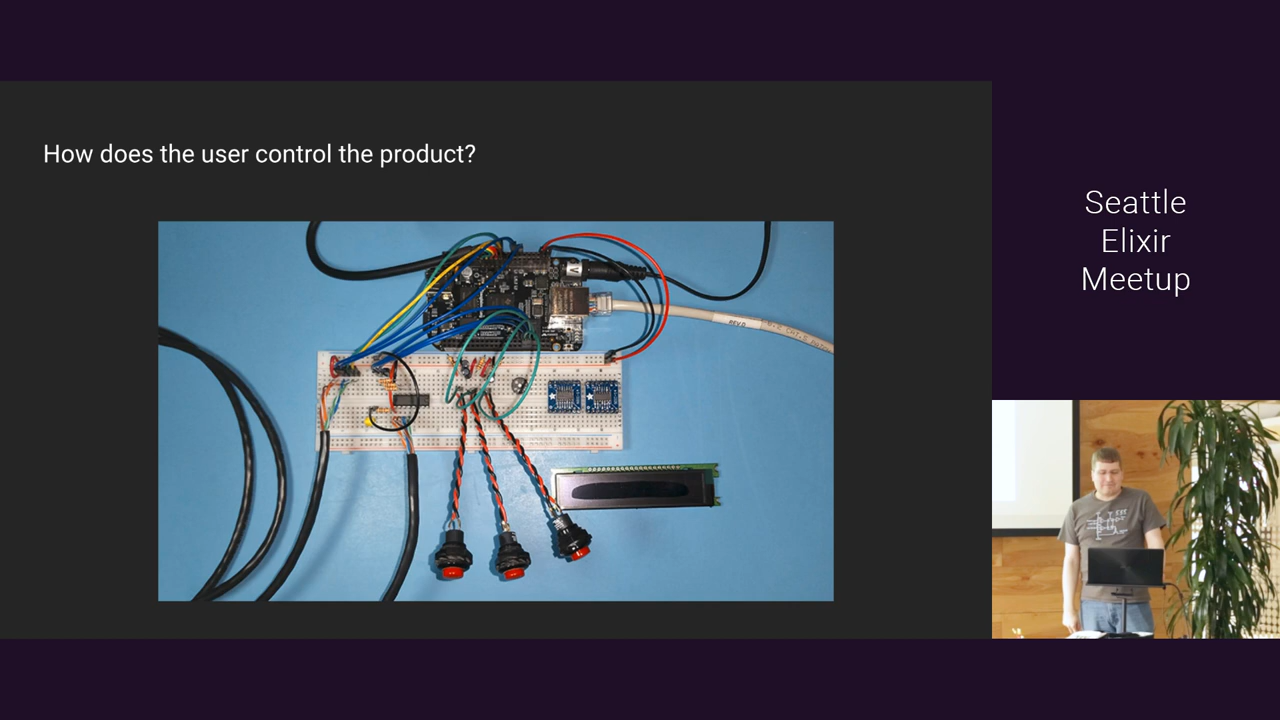 How does the user control the product?
Seattle
Elixir
Meetup